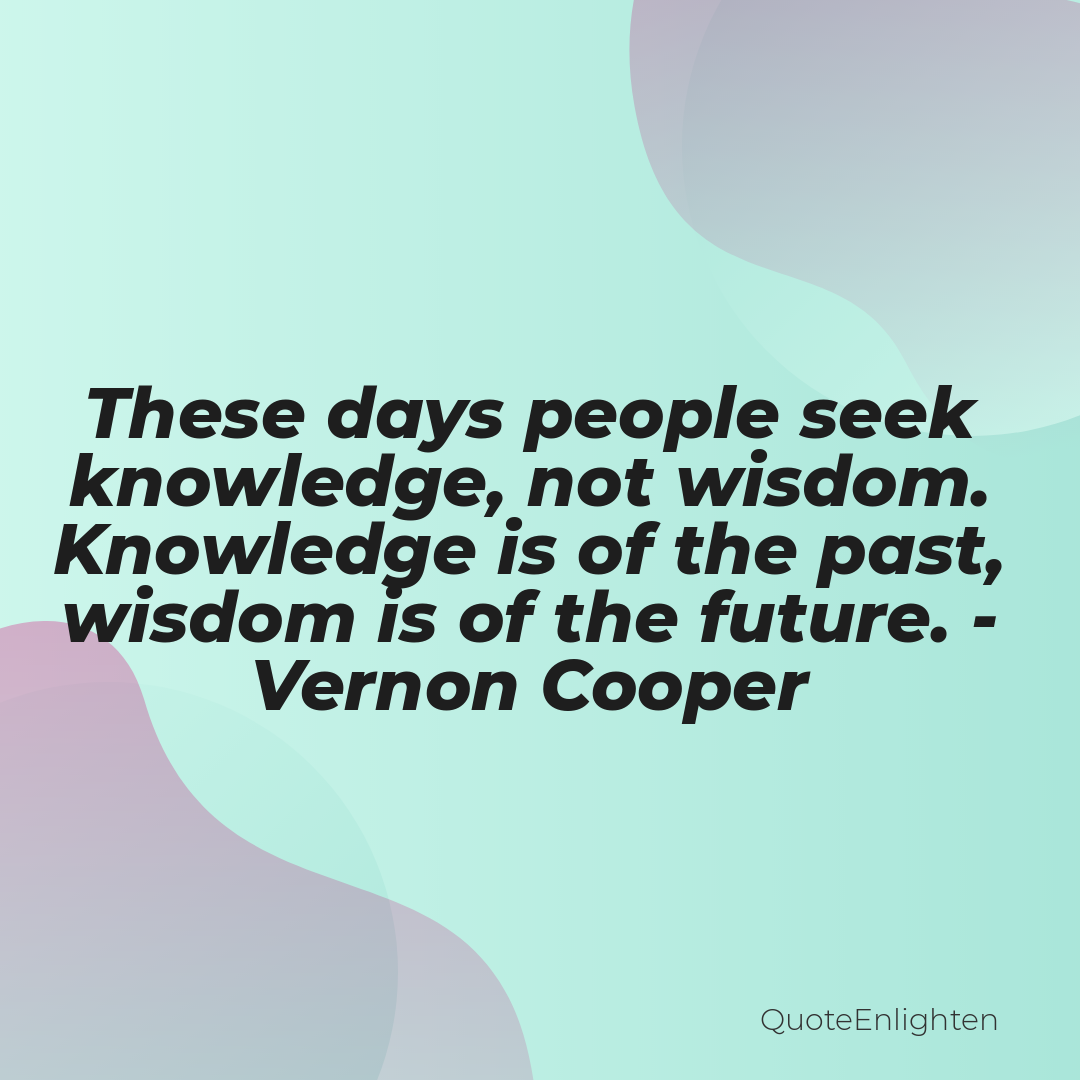 These days people seek
knowledge, not wisdom.
Knowledge is of the past,
wisdom is of the future. -
Vernon Cooper
QuoteEnlighten